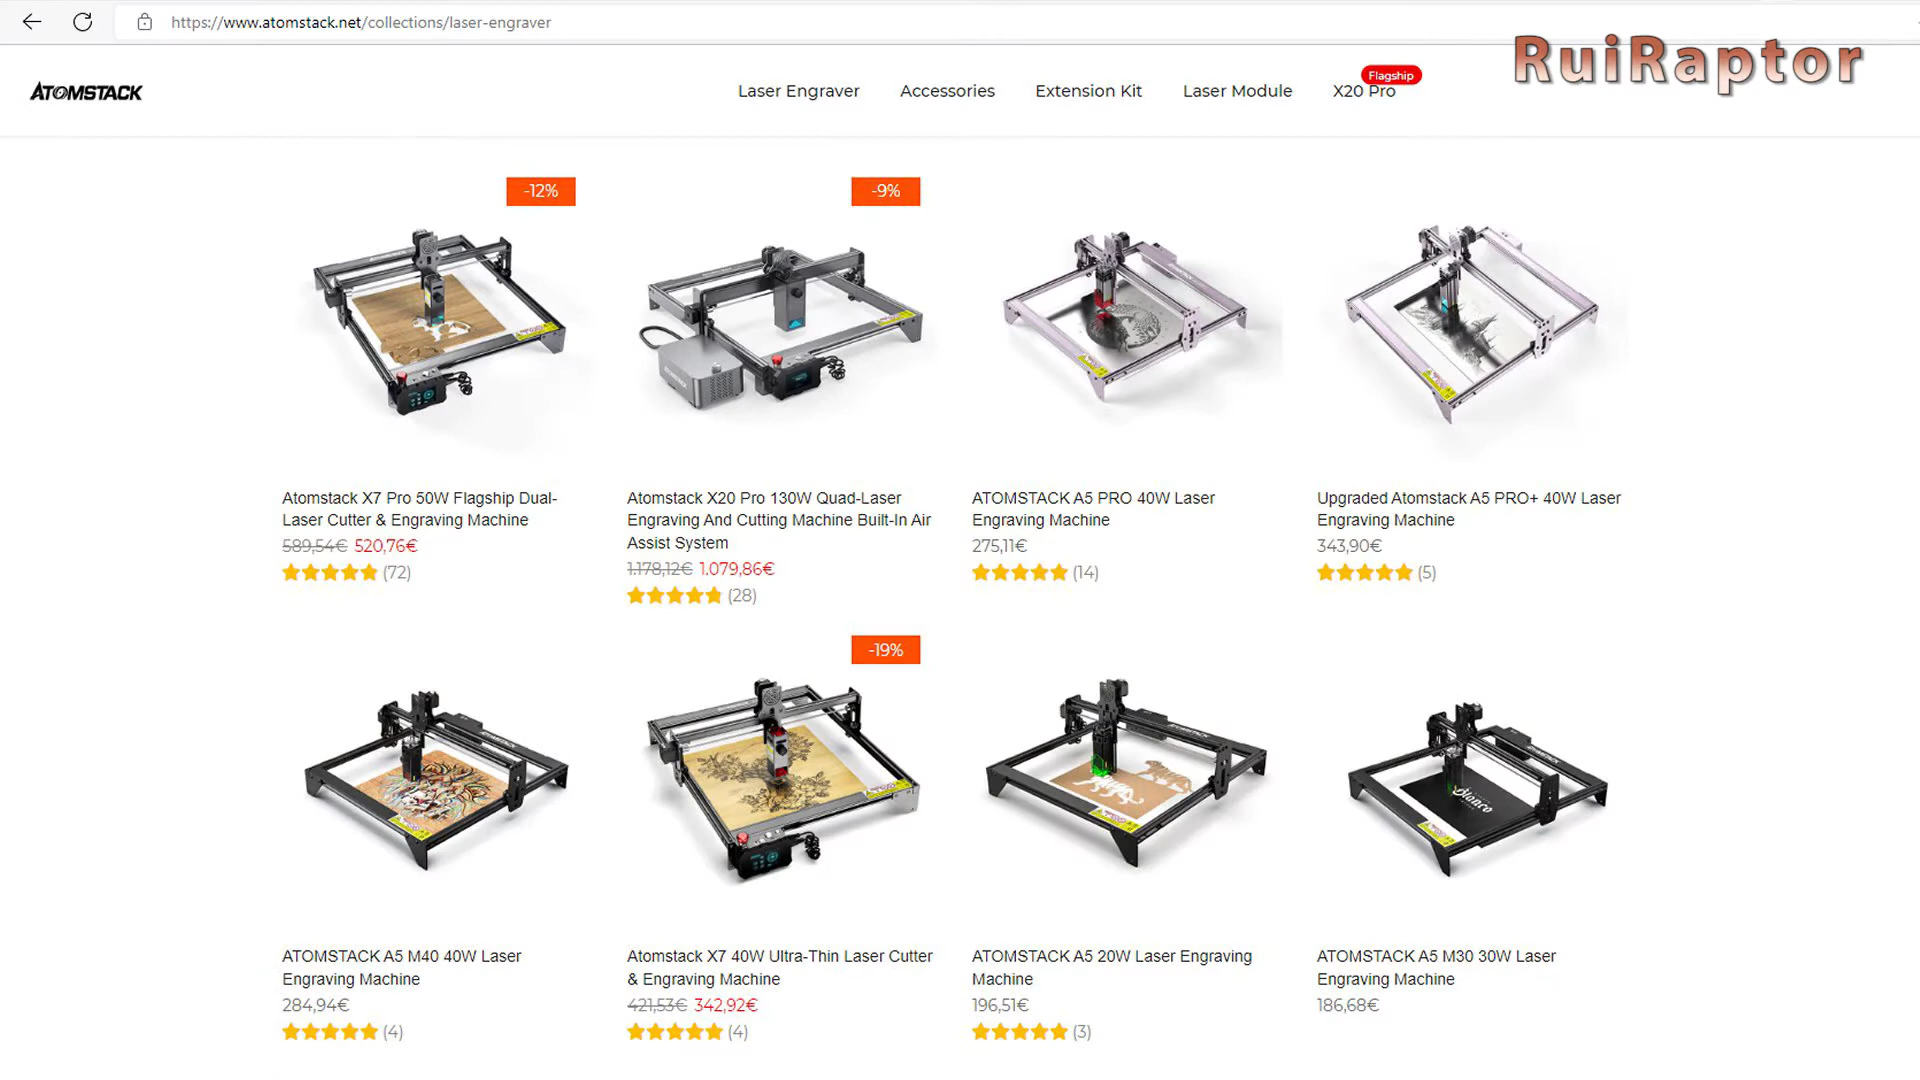 https://www.atomstack.net/collections/laser-engraver
RuiRaptor
ATOMSTACK
Laser Engraver
Accessories
Extension Kit
Laser Module
X20 Pro
Flagship
-12%
-9%
Atomstack X7 Pro 50W Flagship Dual-
Laser Cutter & Engraving Machine
589,54€ 520,76€
(72)
Atomstack X20 Pro 130W Quad-Laser
Engraving And Cutting Machine Built-In Air
Assist System
1.178,12€ 1.079,86€
(28)
ATOMSTACK A5 PRO 40W Laser
Engraving Machine
275,11€
(14)
Upgraded Atomstack A5 PRO+ 40W Laser
Engraving Machine
343,90€
(5)
-19%
ATOMSTACK A5 M40 40W Laser
Engraving Machine
284,94€
(4)
Atomstack X7 40W Ultra-Thin Laser Cutter
& Engraving Machine
421,53€ 342,92€
(4)
ATOMSTACK A5 20W Laser Engraving
Machine
196,51€
(3)
ATOMSTACK A5 M30 30W Laser
Engraving Machine
186,68€